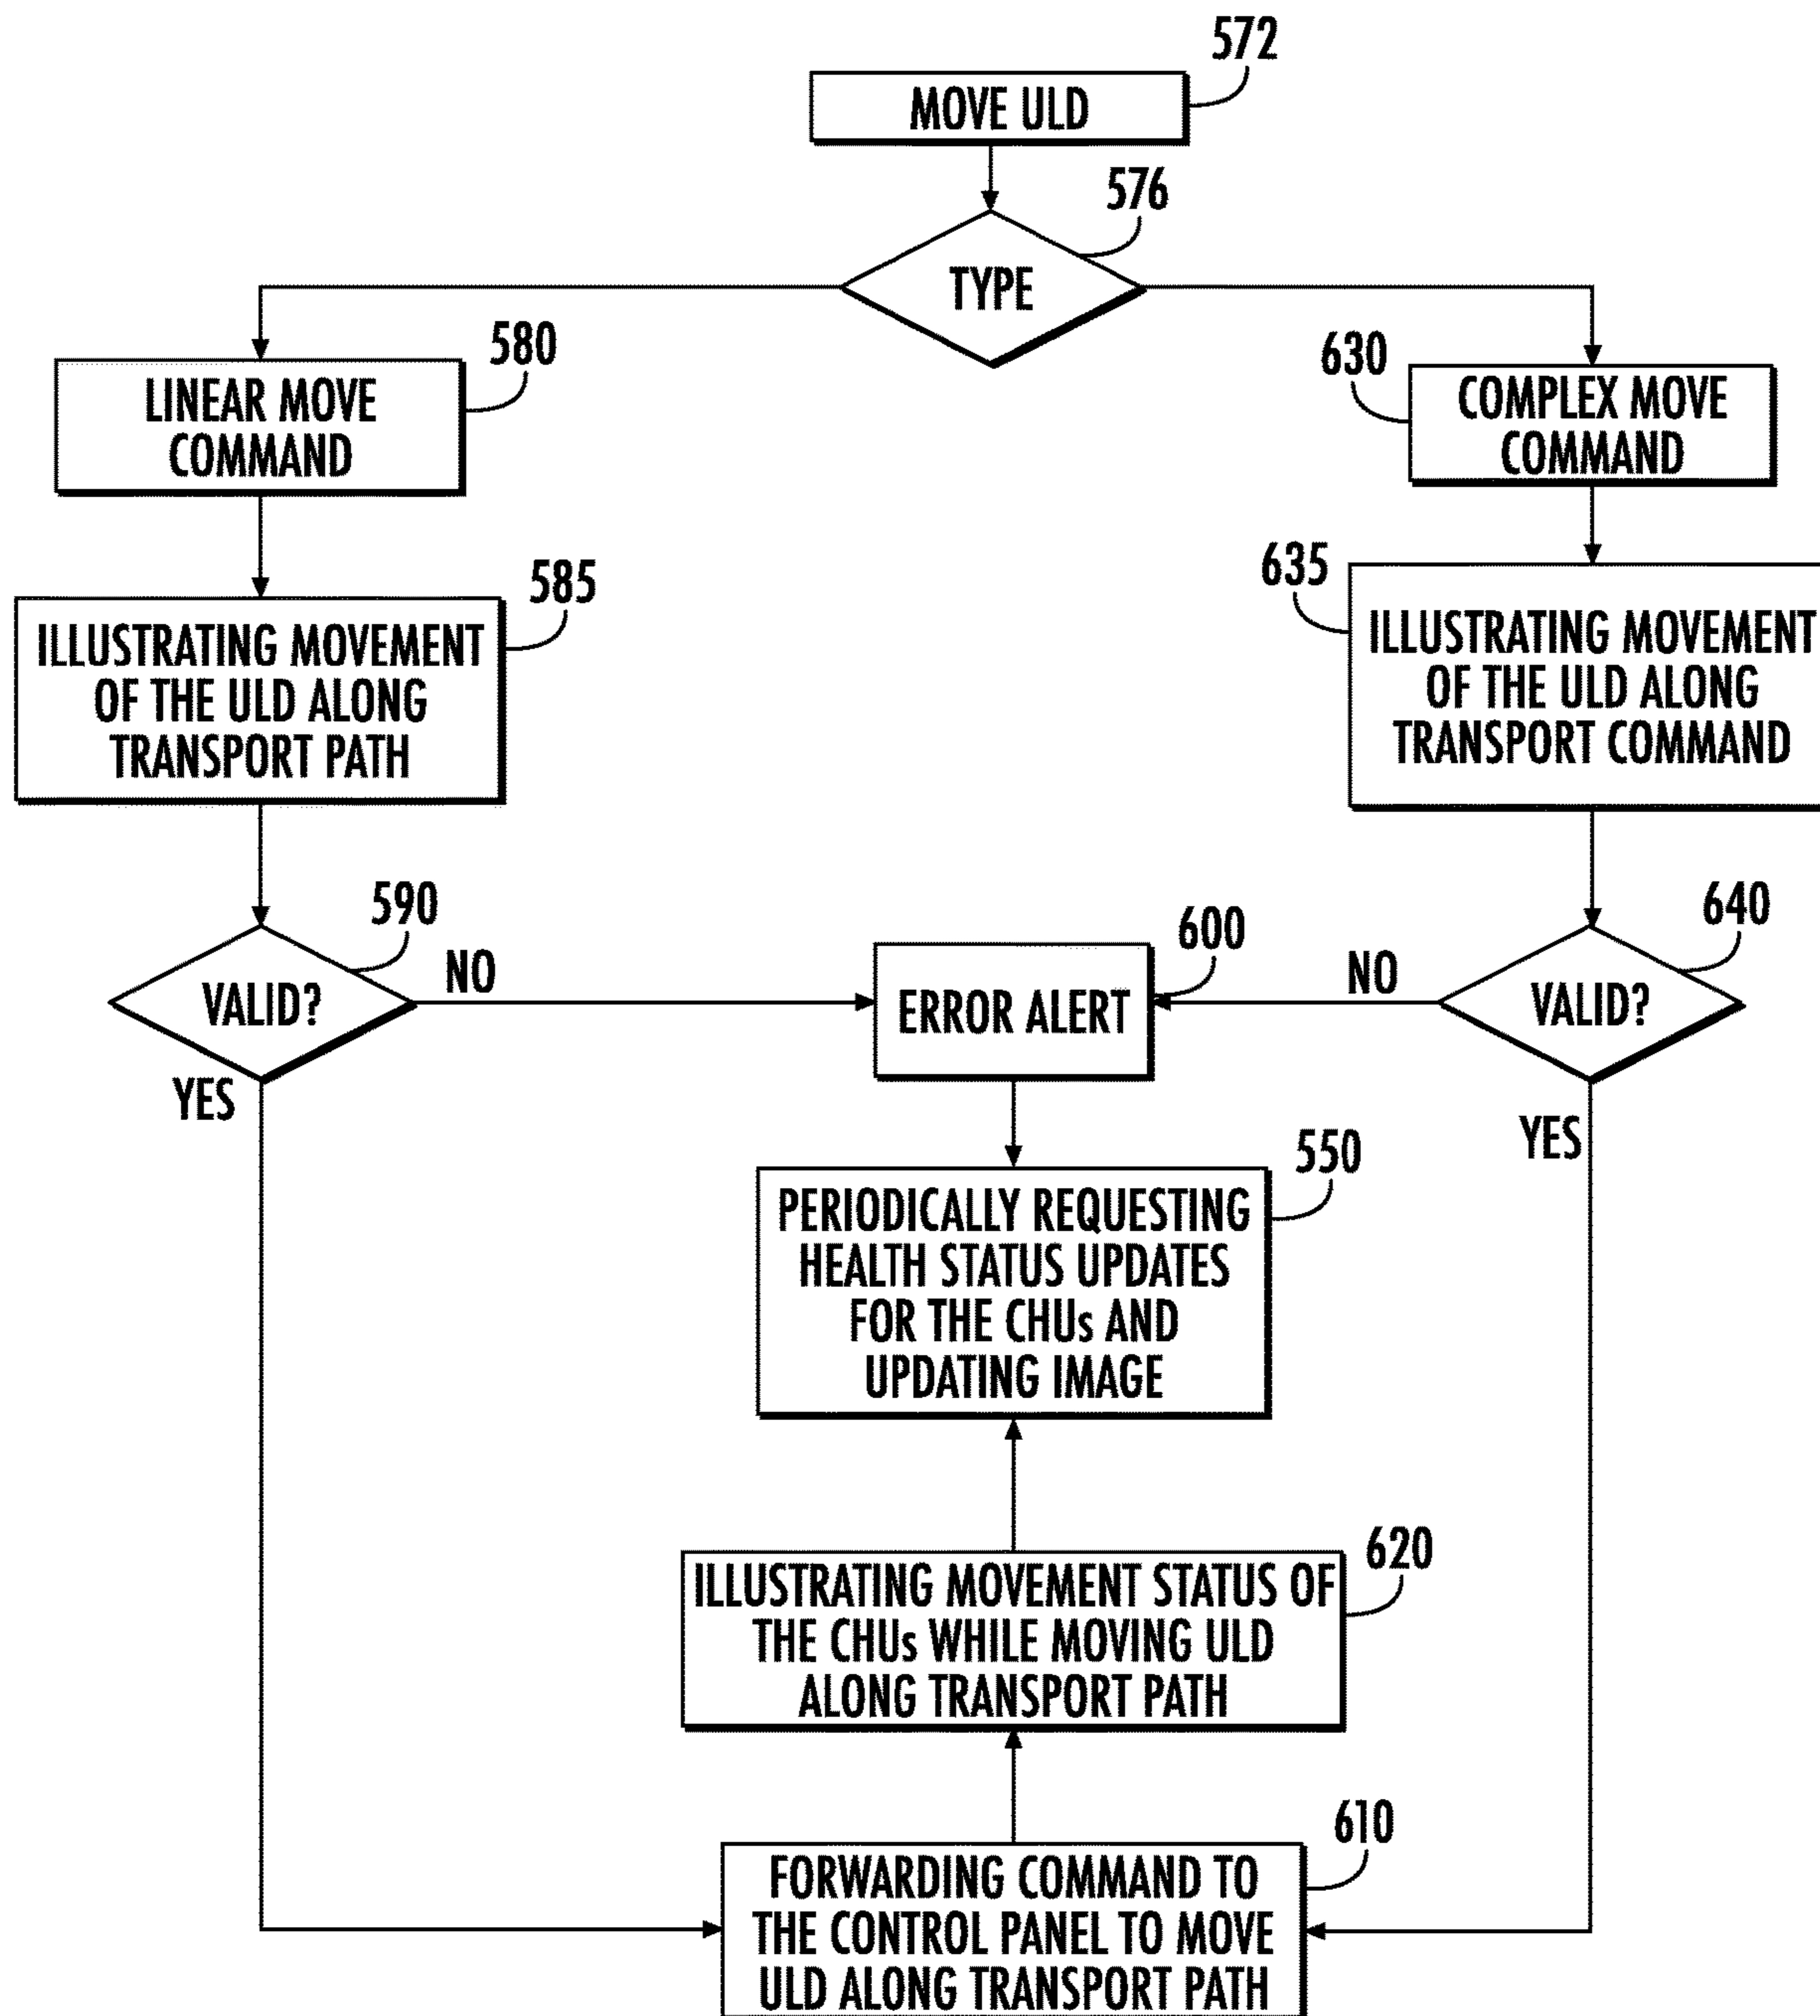 572
MOVE ULD
576
TYPE
580
LINEAR MOVE
COMMAND
630
COMPLEX MOVE
COMMAND
585
ILLUSTRATING MOVEMENT
OF THE ULD ALONG
TRANSPORT PATH
635
ILLUSTRATING MOVEMENT
OF THE ULD ALONG
TRANSPORT COMMAND
590
VALID?
NO
YES
600
ERROR ALERT
640
VALID?
NO
YES
550
PERIODICALLY REQUESTING
HEALTH STATUS UPDATES
FOR THE CHUs AND
UPDATING IMAGE
620
ILLUSTRATING MOVEMENT STATUS OF
THE CHUs WHILE MOVING ULD
ALONG TRANSPORT PATH
610
FORWARDING COMMAND TO
THE CONTROL PANEL TO MOVE
ULD ALONG TRANSPORT PATH